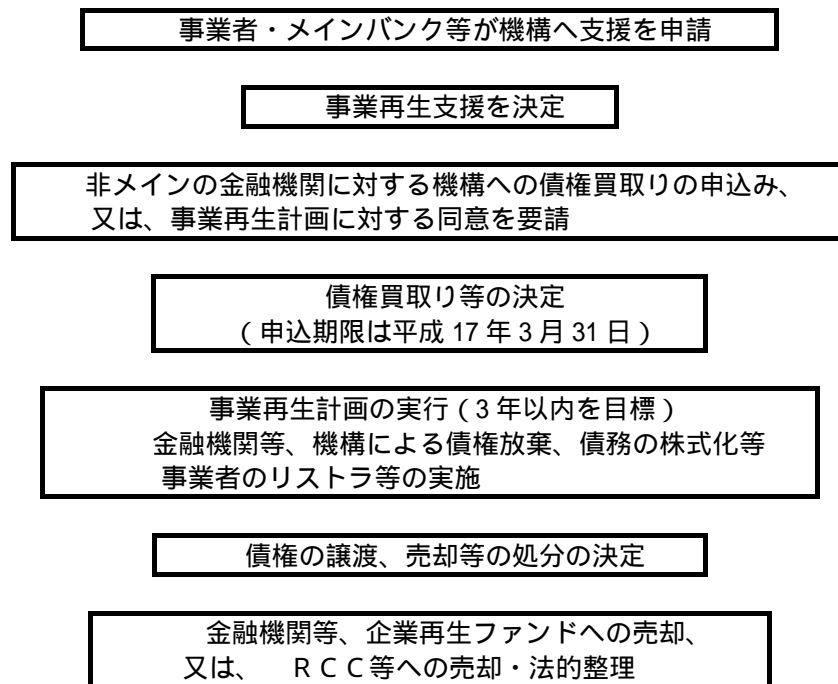 事業者・メインバンク等が機構へ支援を申請
事業再生支援を決定
非メインの金融機関に対する機構への債権買取りの申込み、
又は、事業再生計画に対する同意を要請
債権買取り等の決定
（申込期限は平成 17 年 3 月 31 日）
事業再生計画の実行（3 年以内を目標）
金融機関等、機構による債権放棄、債務の株式化等
事業者のリストラ等の実施
債権の譲渡、売却等の処分の決定
金融機関等、企業再生ファンドへの売却、
又は、　ＲＣＣ等への売却・法的整理